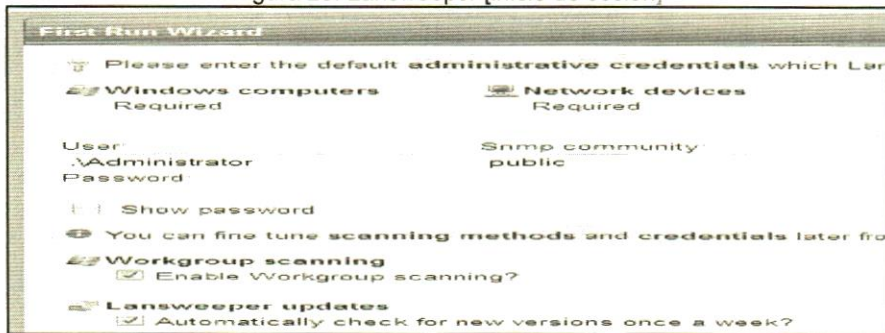 First Run Wizard
Please enter the default administrative credentials which Lan
Windows computers
Required
Network devices
Required
User:
.\Administrator
Password:
Snmp community:
public
Show password
You can fine tune scanning methods and credentials later fro
Workgroup scanning
Enable Workgroup scanning?
Lansweeper updates
Automatically check for new versions once a week?